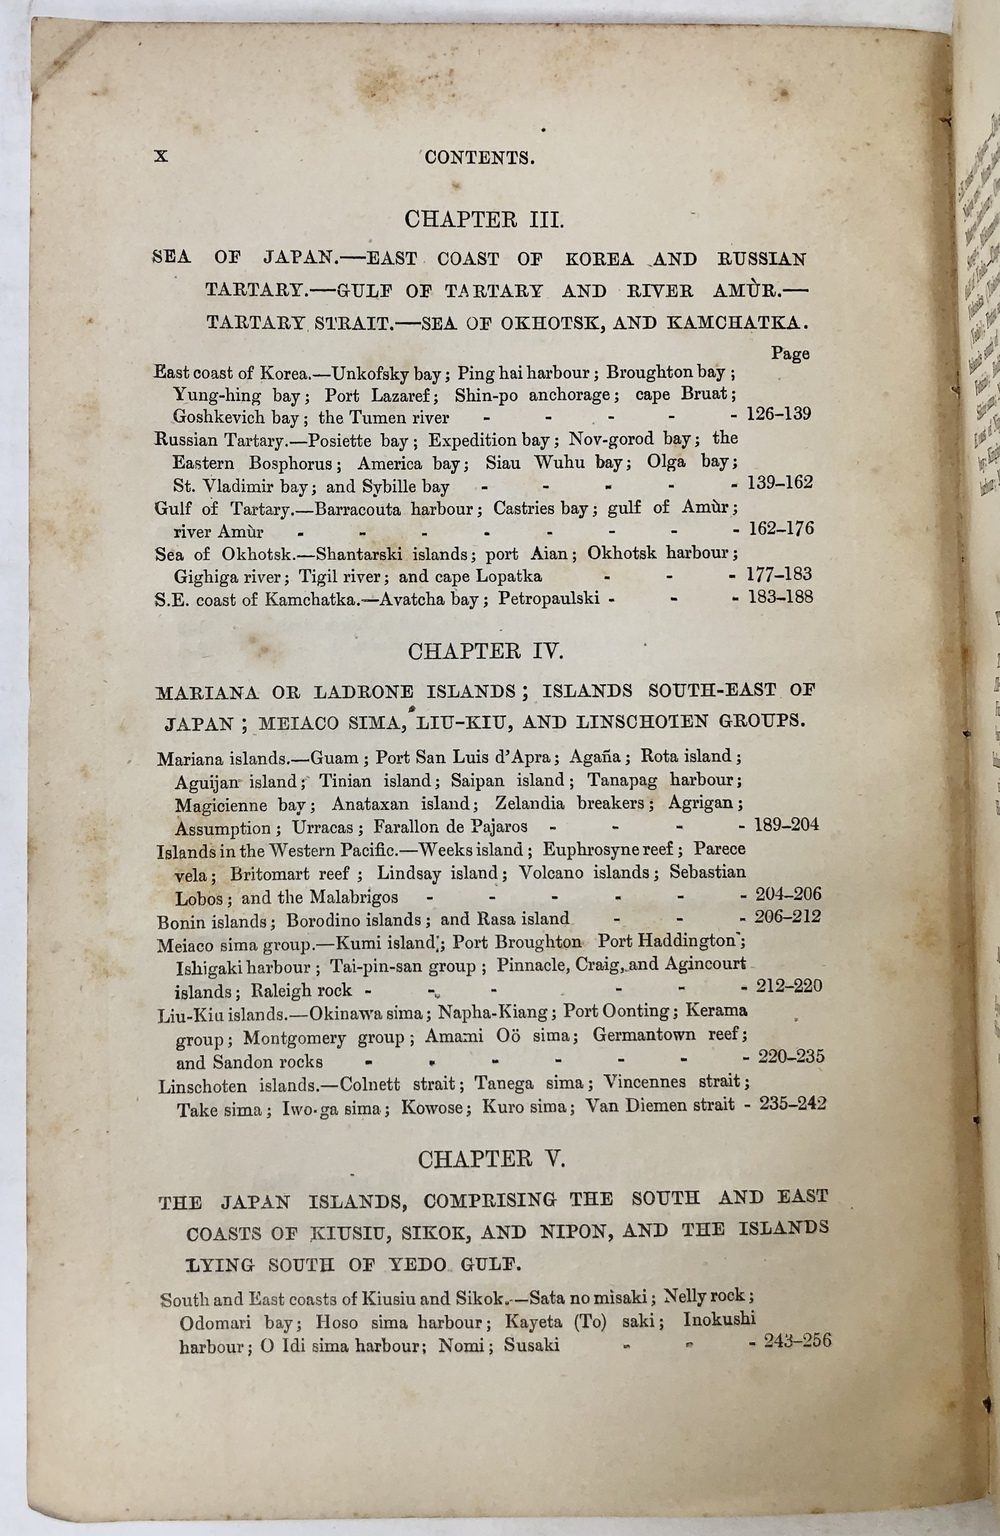 X CONTENTS.
CHAPTER III.
SEA OF JAPAN.—EAST COAST OF KOREA AND RUSSIAN
TARTARY.—GULF OF TARTARY AND RIVER AMÙR.—
TARTARY STRAIT.—SEA OF OKHOTSK, AND KAMCHATKA.
Page
East coast of Korea.—Unkofsky bay; Ping hai harbour; Broughton bay;
Yung-hing bay; Port Lazaref; Shin-po anchorage; cape Bruat;
Goshkevich bay; the Tumen river - - - - - 126–139
Russian Tartary.—Posiette bay; Expedition bay; Nov-gorod bay; the
Eastern Bosphorus; America bay; Siau Wuhu bay; Olga bay;
St. Vladimir bay; and Sybille bay - - - - - 139–162
Gulf of Tartary.—Barracouta harbour; Castries bay; gulf of Amùr;
river Amùr - - - - - - - - 162–176
Sea of Okhotsk.—Shantarski islands; port Aian; Okhotsk harbour;
Gighiga river; Tigil river; and cape Lopatka - - - 177–183
S.E. coast of Kamchatka.—Avatcha bay; Petropaulski - - - 183–188
CHAPTER IV.
MARIANA OR LADRONE ISLANDS; ISLANDS SOUTH-EAST OF
JAPAN; MEIACO SIMA, LIU-KIU, AND LINSCHOTEN GROUPS.
Mariana islands.—Guam; Port San Luis d'Apra; Agaña; Rota island;
Aguijan island; Tinian island; Saipan island; Tanapag harbour;
Magicienne bay; Anataxan island; Zelandia breakers; Agrigan;
Assumption; Urracas; Farallon de Pajaros - - - - 189–204
Islands in the Western Pacific.—Weeks island; Euphrosyne reef; Parece
vela; Britomart reef; Lindsay island; Volcano islands; Sebastian
Lobos; and the Malabrigos - - - - - - 204–206
Bonin islands; Borodino islands; and Rasa island - - - 206–212
Meiaco sima group.—Kumi island; Port Broughton Port Haddington;
Ishigaki harbour; Tai-pin-san group; Pinnacle, Craig, and Agincourt
islands; Raleigh rock - - - - - - 212–220
Liu-Kiu islands.—Okinawa sima; Napha-Kiang; Port Oonting; Kerama
group; Montgomery group; Amami Oö sima; Germantown reef;
and Sandon rocks - - - - - - - 220–235
Linschoten islands.—Colnett strait; Tanega sima; Vincennes strait;
Take sima; Iwo-ga sima; Kowose; Kuro sima; Van Diemen strait - 235–242
CHAPTER V.
THE JAPAN ISLANDS, COMPRISING THE SOUTH AND EAST
COASTS OF KIUSIU, SIKOK, AND NIPON, AND THE ISLANDS
LYING SOUTH OF YEDO GULF.
South and East coasts of Kiusiu and Sikok.—Sata no misaki; Nelly rock;
Odomari bay; Hoso sima harbour; Kayeta (To) saki; Inokushi
harbour; O Idi sima harbour; Nomi; Susaki - - - 243–256